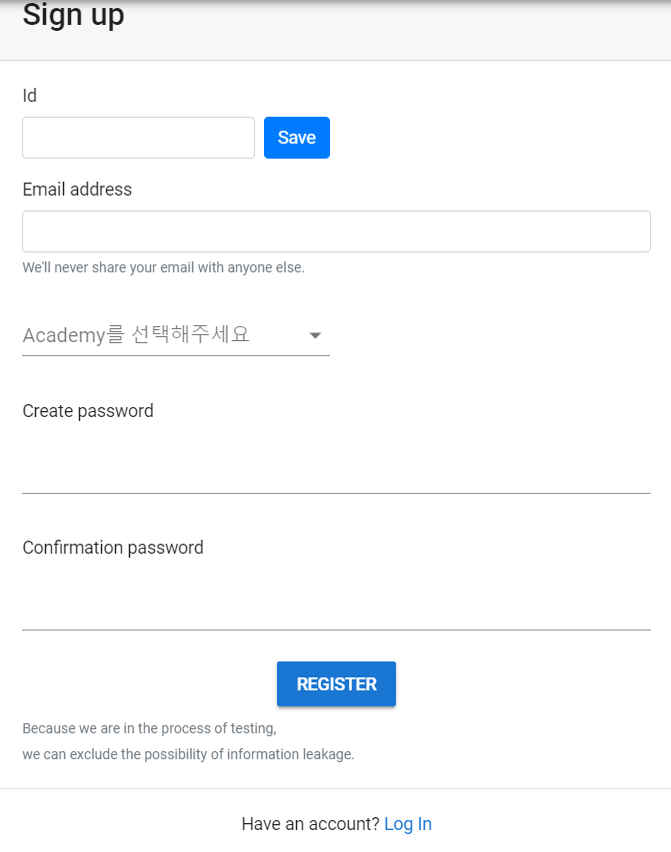 Sign up
Id
Save
Email address
We'll never share your email with anyone else.
Academy를 선택해주세요
Create password
Confirmation password
REGISTER
Because we are in the process of testing,
we can exclude the possibility of information leakage.
Have an account? Log In